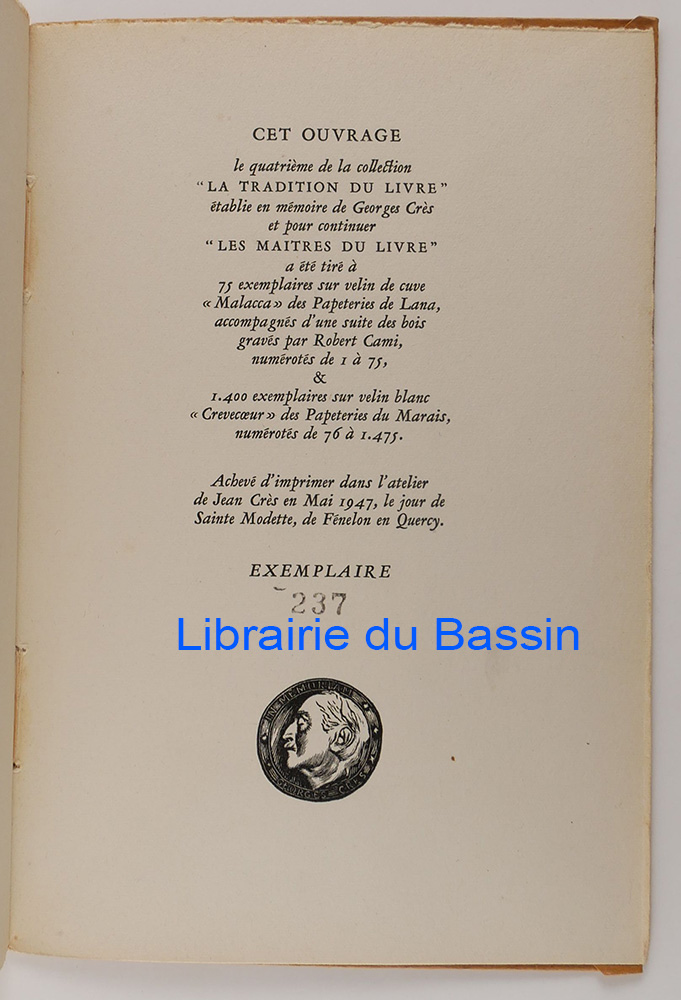 CET OUVRAGE
le quatrième de la collection
“LA TRADITION DU LIVRE”
établie en mémoire de Georges Crès
et pour continuer
“LES MAITRES DU LIVRE”
a été tiré à
75 exemplaires sur velin de cuve
« Malacca » des Papeteries de Lana,
accompagnés d'une suite des bois
gravés par Robert Cami,
numérotés de 1 à 75,
&
1.400 exemplaires sur velin blanc
« Crevecœur » des Papeteries du Marais,
numérotés de 76 à 1.475.
Achevé d'imprimer dans l'atelier
de Jean Crès en Mai 1947, le jour de
Sainte Modette, de Fénelon en Quercy.
EXEMPLAIRE
237
Librairie du Bassin
IN MEMORIAM
GEORGES CRES